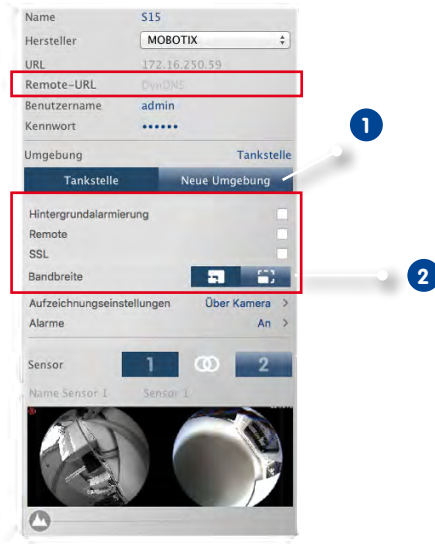 Name S15
Hersteller MOBOTIX
URL 172.16.250.59
Remote-URL DynDNS
Benutzername admin
Kennwort ••••••
1
Umgebung Tankstelle
Tankstelle Neue Umgebung
Hintergrundalarmierung
Remote
SSL
Bandbreite
2
Aufzeichnungseinstellungen Über Kamera >
Alarme An >
Sensor 1 2
Name Sensor 1 Sensor 1